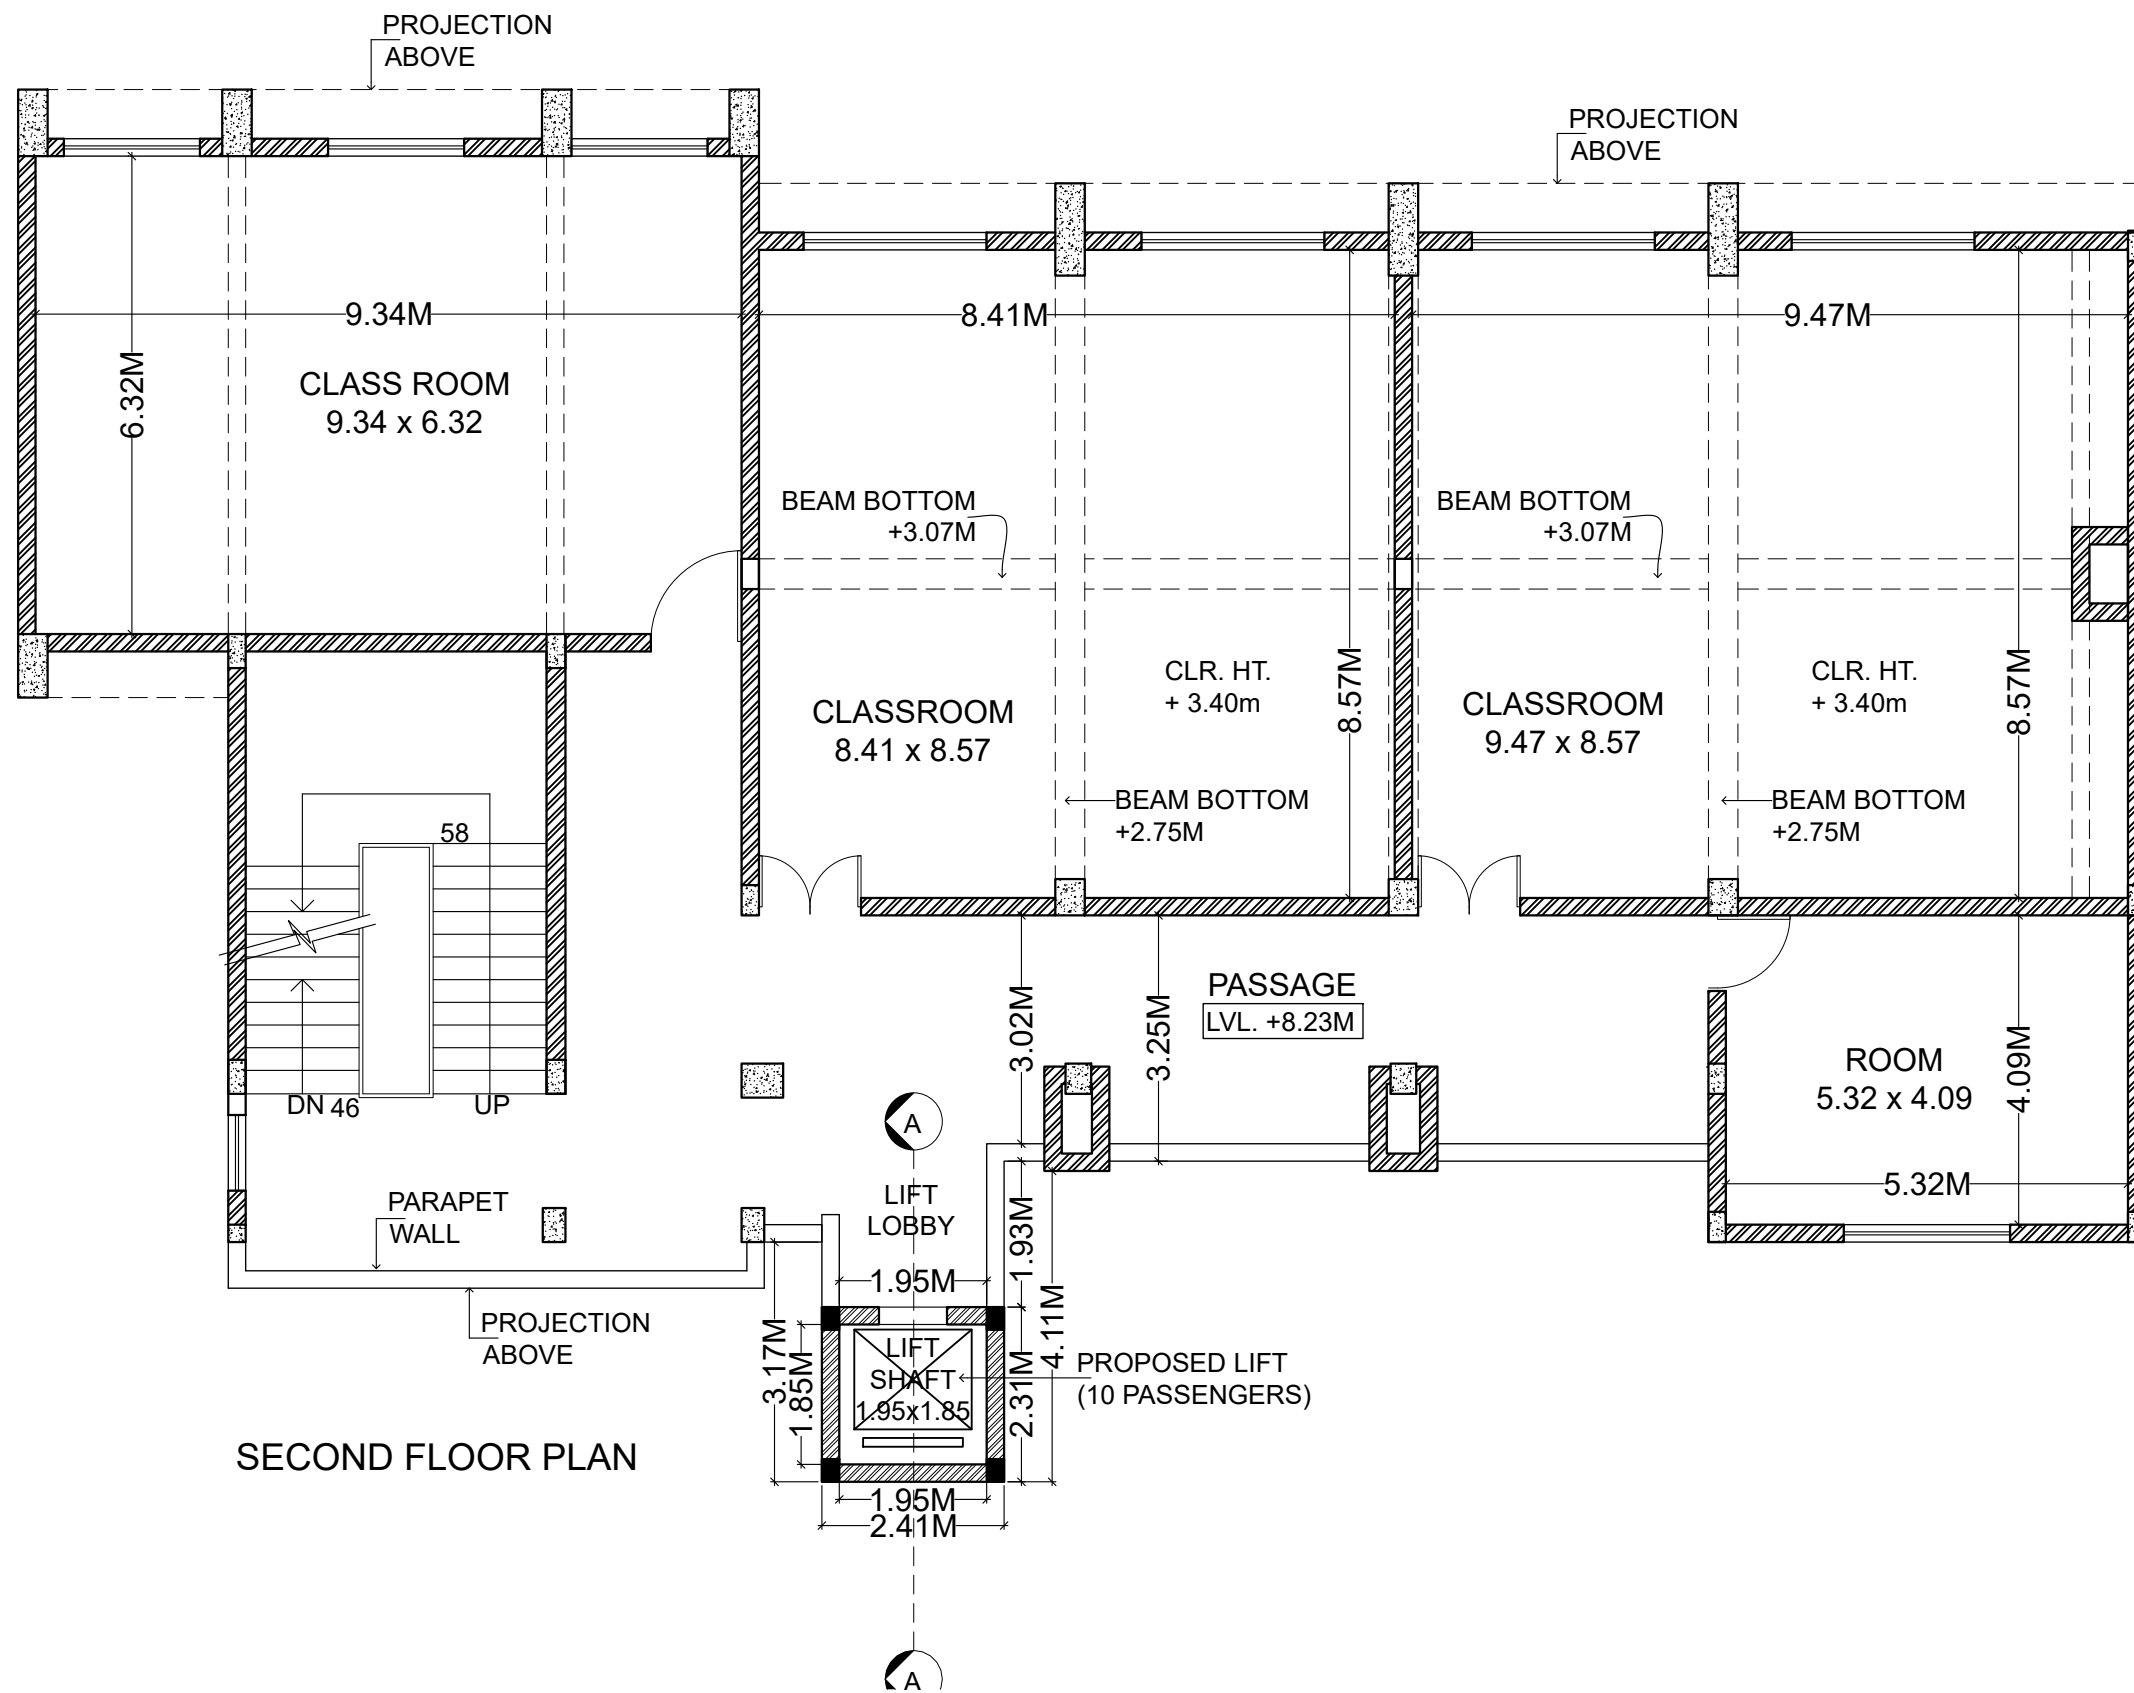 PROJECTION
ABOVE
PROJECTION
ABOVE
9.34M
8.41M
9.47M
6.32M
CLASS ROOM
9.34 x 6.32
BEAM BOTTOM
+3.07M
BEAM BOTTOM
+3.07M
CLR. HT.
+ 3.40m
8.57M
CLR. HT.
+ 3.40m
8.57M
CLASSROOM
8.41 x 8.57
CLASSROOM
9.47 x 8.57
BEAM BOTTOM
+2.75M
BEAM BOTTOM
+2.75M
58
DN 46
UP
PASSAGE
LVL. +8.23M
3.02M
3.25M
ROOM
5.32 x 4.09
4.09M
5.32M
A
LIFT
LOBBY
PARAPET
WALL
1.93M
1.95M
4.11M
PROJECTION
ABOVE
3.17M
1.85M
LIFT
SHAFT
1.95x1.85
2.31M
PROPOSED LIFT
(10 PASSENGERS)
SECOND FLOOR PLAN
1.95M
2.41M
A